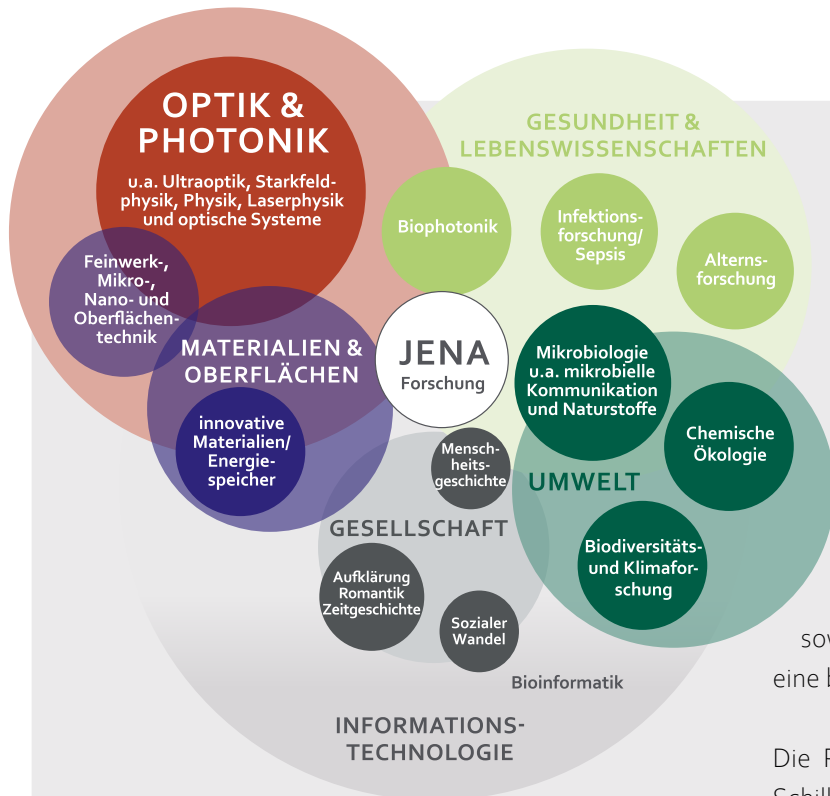 OPTIK &
PHOTONIK
u.a. Ultraoptik, Starkfeld-
physik, Physik, Laserphysik
und optische Systeme
GESUNDHEIT &
LEBENSWISSENSCHAFTEN
Biophotonik
Infektions-
forschung/
Sepsis
Alterns-
forschung
Feinwerk-,
Mikro-,
Nano- und
Oberflächen-
technik
MATERIALIEN &
OBERFLÄCHEN
innovative
Materialien/
Energie-
speicher
JENA
Forschung
Mikrobiologie
u.a. mikrobielle
Kommunikation
und Naturstoffe
Chemische
Ökologie
UMWELT
Biodiversitäts-
und Klimafor-
schung
Mensch-
heits-
geschichte
GESELLSCHAFT
Aufklärung
Romantik
Zeitgeschichte
Sozialer
Wandel
Bioinformatik
INFORMATIONS-
TECHNOLOGIE
eine
Die